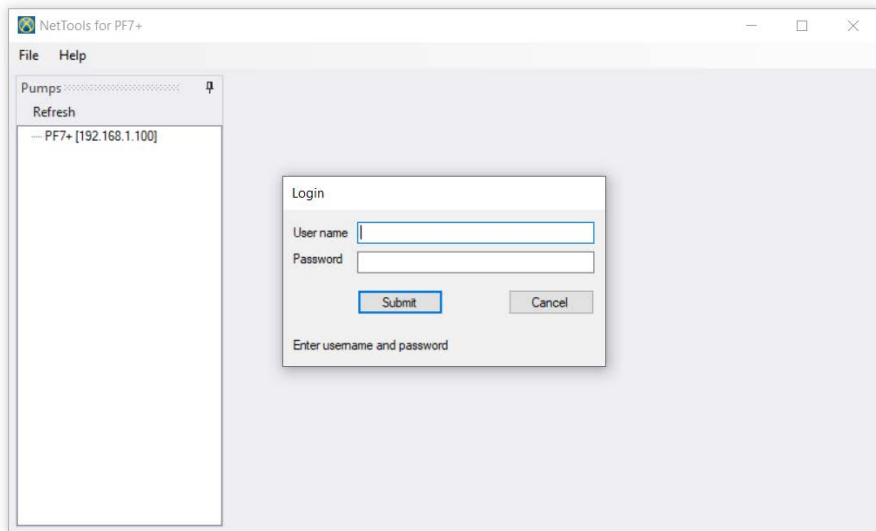 NetTools for PF7+
File Help
Pumps
Refresh
PF7+ [192.168.1.100]
Login
User name
Password
Submit Cancel
Enter username and password